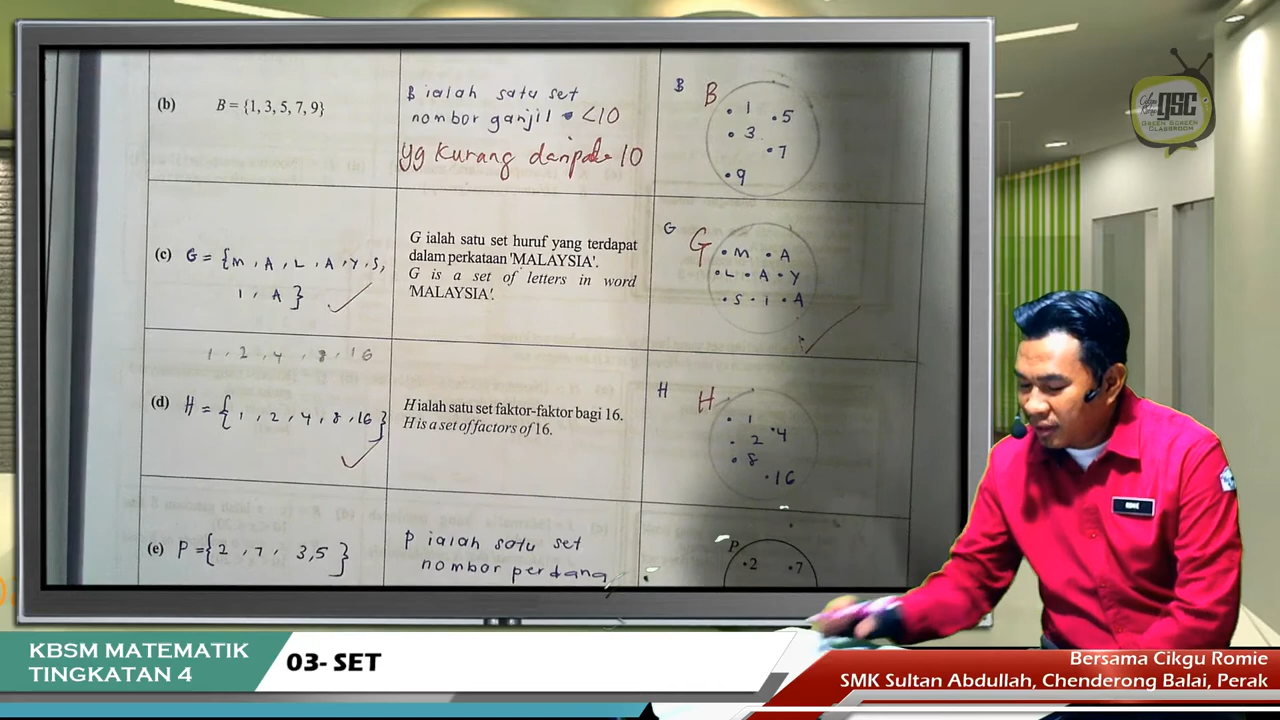 (b) B = {1, 3, 5, 7, 9}
B ialah satu set
nombor ganjil <10
yg Kurang daripada 10
B B
1
5
3
7
9
(c) G = {M, A, L, A, Y, S,
I, A}
G ialah satu set huruf yang terdapat
dalam perkataan 'MALAYSIA'.
G is a set of letters in word
'MALAYSIA'.
G G
M A
L A Y
S I A
1, 2, 4, 8, 16
(d) H = {1, 2, 4, 8, 16}
H ialah satu set faktor-faktor bagi 16.
H is a set of factors of 16.
H H
1
2 4
8
16
(e) P = {2, 7, 3, 5}
P ialah satu set
nombor perdana
P
2 7
gsc
GREEN SCREEN
CLASSROOM
ROMIE
KBSM MATEMATIK
TINGKATAN 4
03- SET
Bersama Cikgu Romie
SMK Sultan Abdullah, Chenderong Balai, Perak